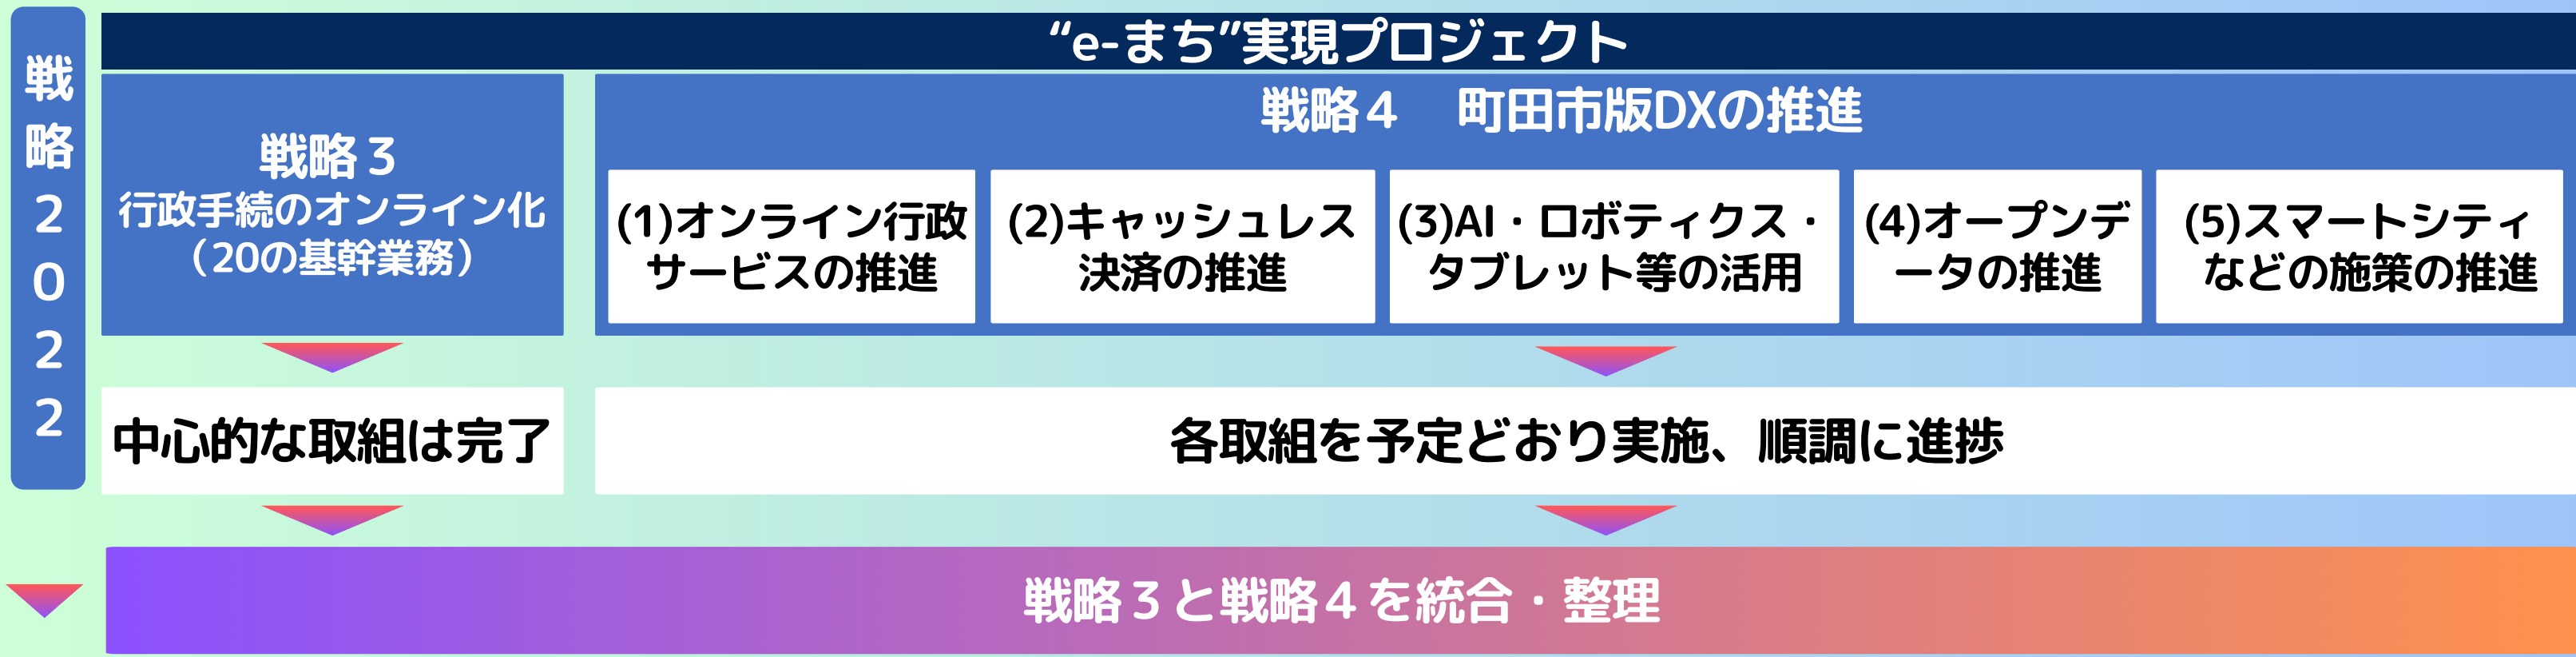 戦略2022
“e-まち”実現プロジェクト
戦略3
行政手続のオンライン化
（20の基幹業務）
戦略4　町田市版DXの推進
(1)オンライン行政
サービスの推進
(2)キャッシュレス
決済の推進
(3)AI・ロボティクス・
タブレット等の活用
(4)オープンデ
ータの推進
(5)スマートシティ
などの施策の推進
中心的な取組は完了
各取組を予定どおり実施、順調に進捗
戦略3と戦略4を統合・整理